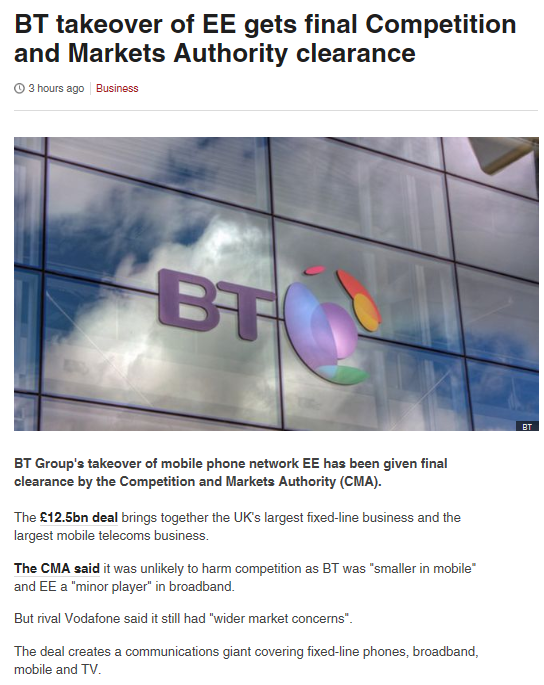 BT takeover of EE gets final Competition
and Markets Authority clearance
3 hours ago Business
BT
BT
BT Group's takeover of mobile phone network EE has been given final
clearance by the Competition and Markets Authority (CMA).
The £12.5bn deal brings together the UK's largest fixed-line business and the
largest mobile telecoms business.
The CMA said it was unlikely to harm competition as BT was "smaller in mobile"
and EE a "minor player" in broadband.
But rival Vodafone said it still had "wider market concerns".
The deal creates a communications giant covering fixed-line phones, broadband,
mobile and TV.